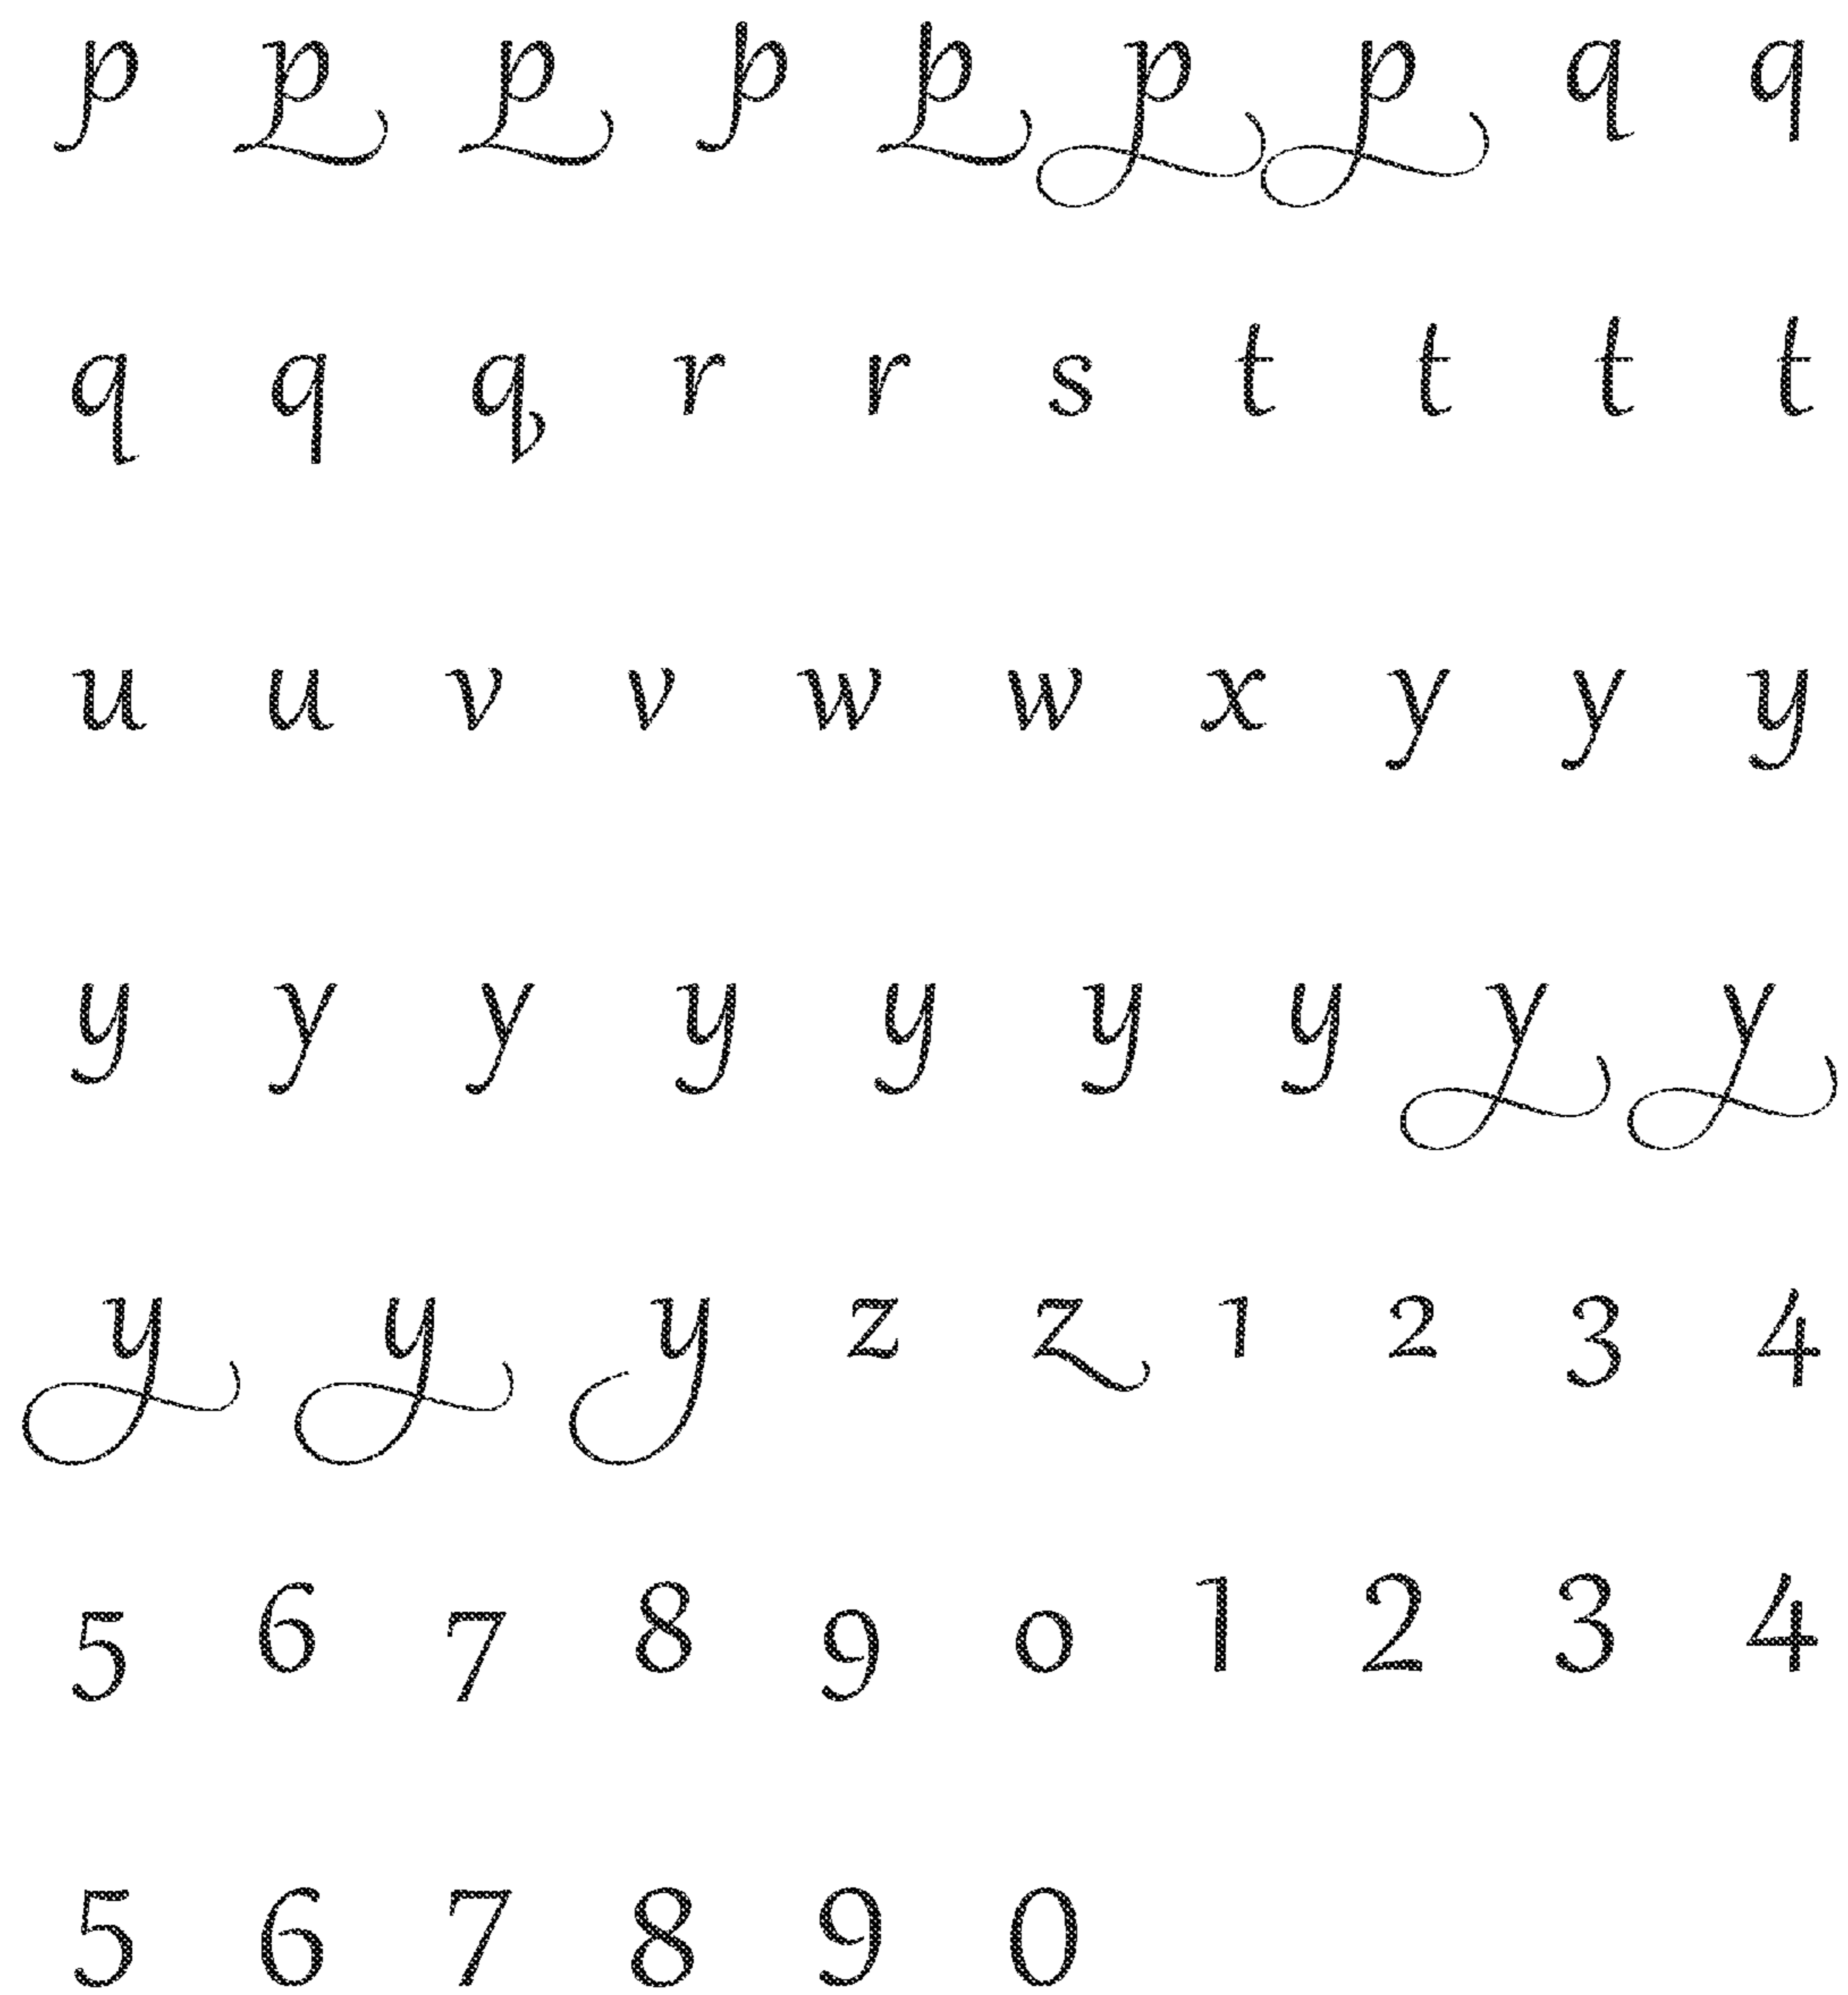 p p p p p p p q q
q q q r r s t t t t
u u v v w w x y y y
y y y y y y y y y
y y y z z 1 2 3 4
5 6 7 8 9 0 1 2 3 4
5 6 7 8 9 0